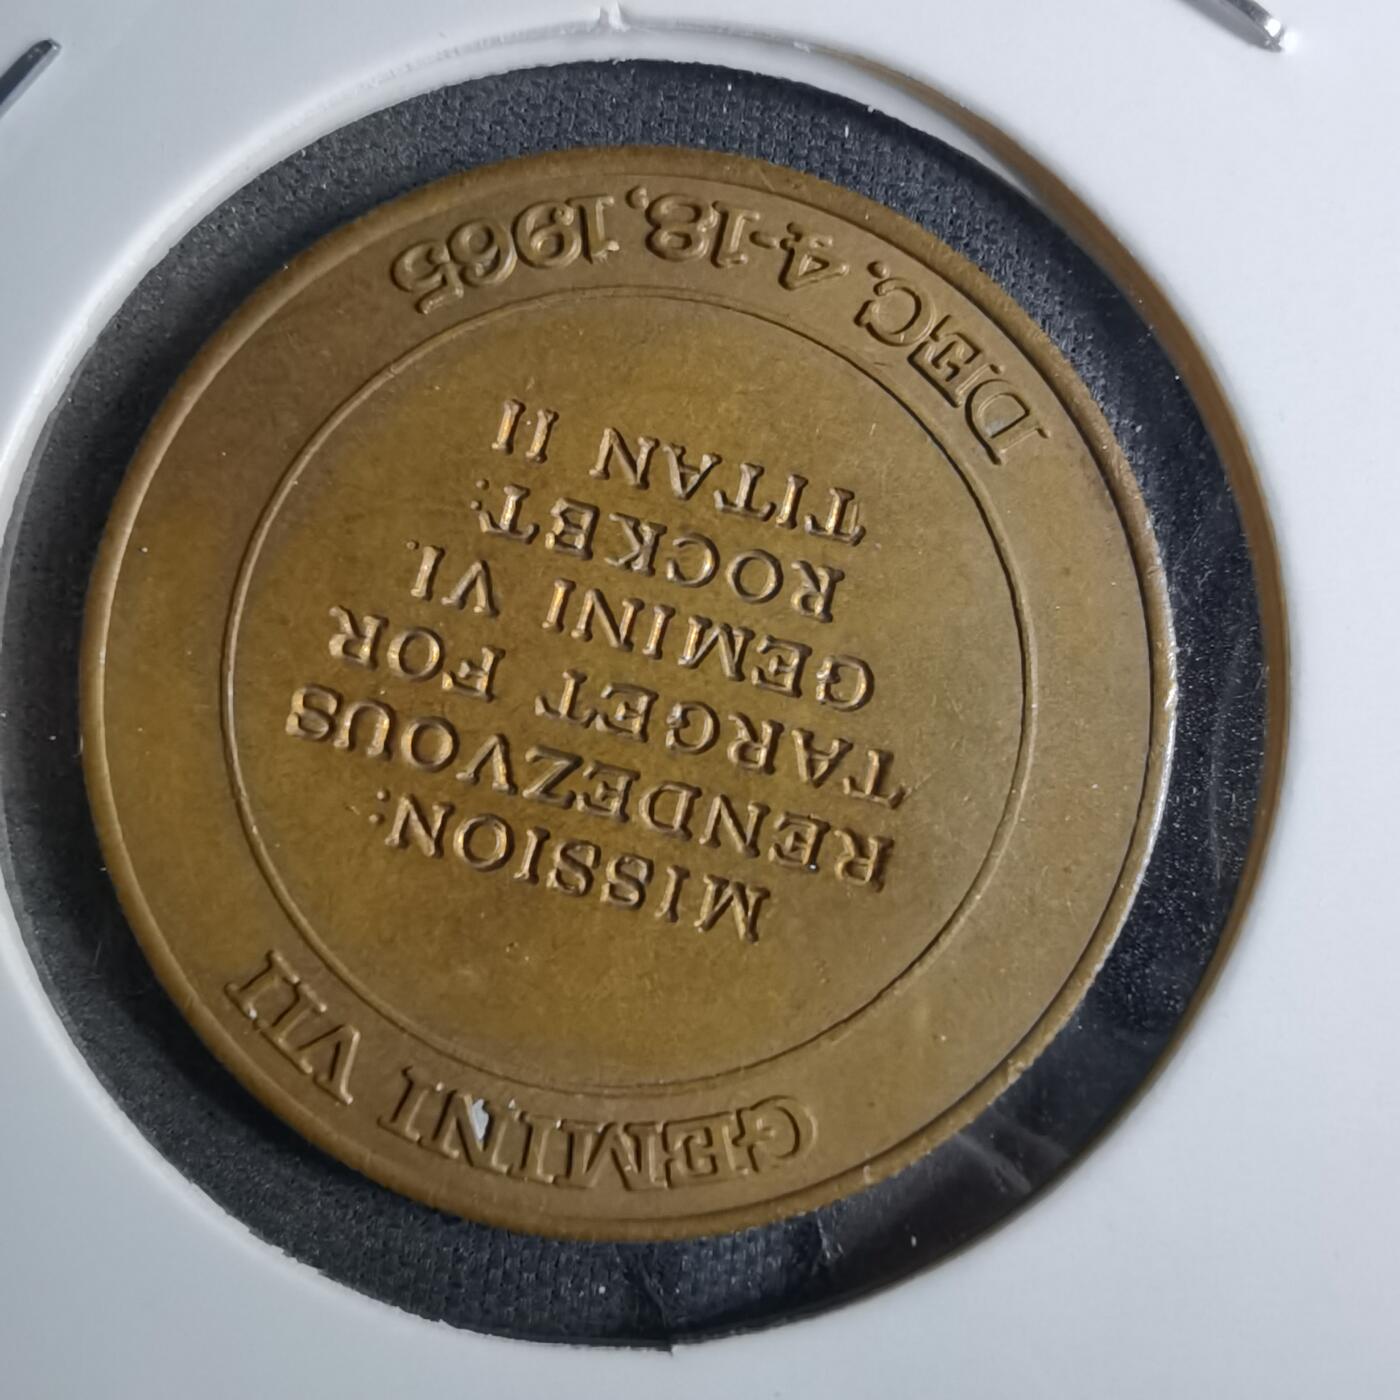 GEMINI VII
MISSION:
RENDEZVOUS
TARGET FOR
GEMINI VI.
ROCKET:
TITAN II
DEC. 4-18, 1965